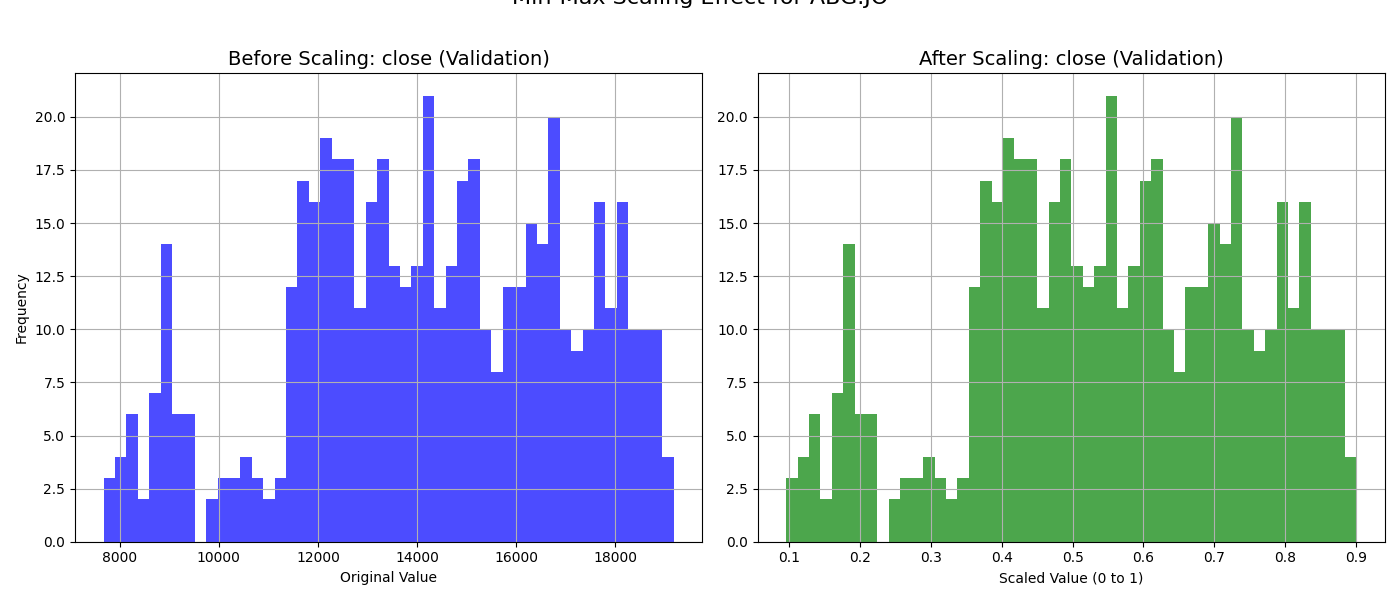 Min-Max Scaling Effect for ABG.JO
Before Scaling: close (Validation)
After Scaling: close (Validation)
Frequency
20.0
17.5
15.0
12.5
10.0
7.5
5.0
2.5
0.0
8000 10000 12000 14000 16000 18000
Original Value
20.0
17.5
15.0
12.5
10.0
7.5
5.0
2.5
0.0
0.1 0.2 0.3 0.4 0.5 0.6 0.7 0.8 0.9
Scaled Value (0 to 1)